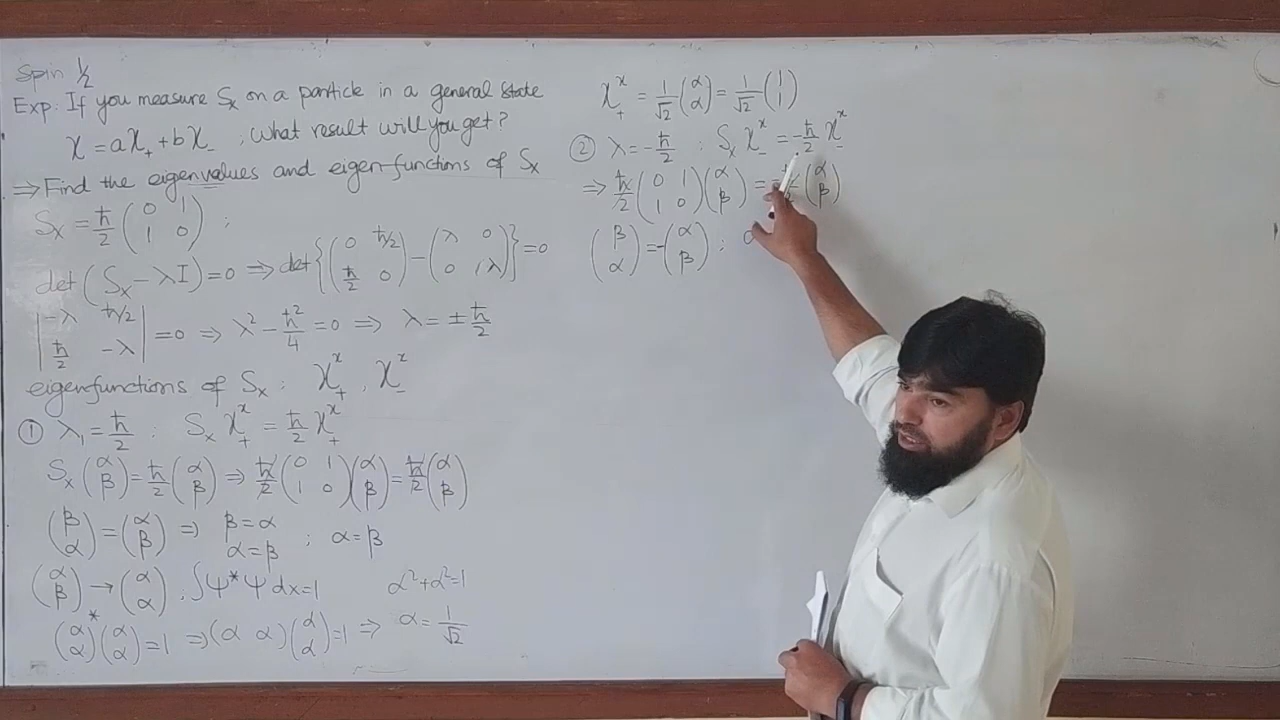 Spin 1/2
Exp: If you measure Sₓ on a particle in a general state
χ = aχ₊ + bχ₋ ; What result will you get?
⇒ Find the eigenvalues and eigen-functions of Sₓ
Sₓ = ħ/2 (0 1; 1 0) ;
det(Sₓ − λI) = 0 ⇒ det{(0 ħ/2; ħ/2 0) − (λ 0; 0 λ)} = 0
|−λ ħ/2; ħ/2 −λ| = 0 ⇒ λ² − ħ²/4 = 0 ⇒ λ = ± ħ/2
eigenfunctions of Sₓ : χ₊ˣ , χ₋ˣ
① λ₁ = ħ/2 : Sₓ χ₊ˣ = ħ/2 χ₊ˣ
Sₓ (α; β) = ħ/2 (α; β) ⇒ ħ/2 (0 1; 1 0)(α; β) = ħ/2 (α; β)
(β; α) = (α; β) ⇒ β = α α = β ; α = β
(α; β) → (α; α) ; ∫ψ*ψ dx = 1 α² + α² = 1
(α; α)* (α; α) = 1 ⇒ (α α)(α; α) = 1 ⇒ α = 1/√2
χ₊ˣ = 1/√2 (α; α) = 1/√2 (1; 1)
② λ = −ħ/2 : Sₓ χ₋ˣ = −ħ/2 χ₋ˣ
⇒ ħ/2 (0 1; 1 0)(α; β) = −ħ/2 (α; β)
(β; α) = −(α; β) ;